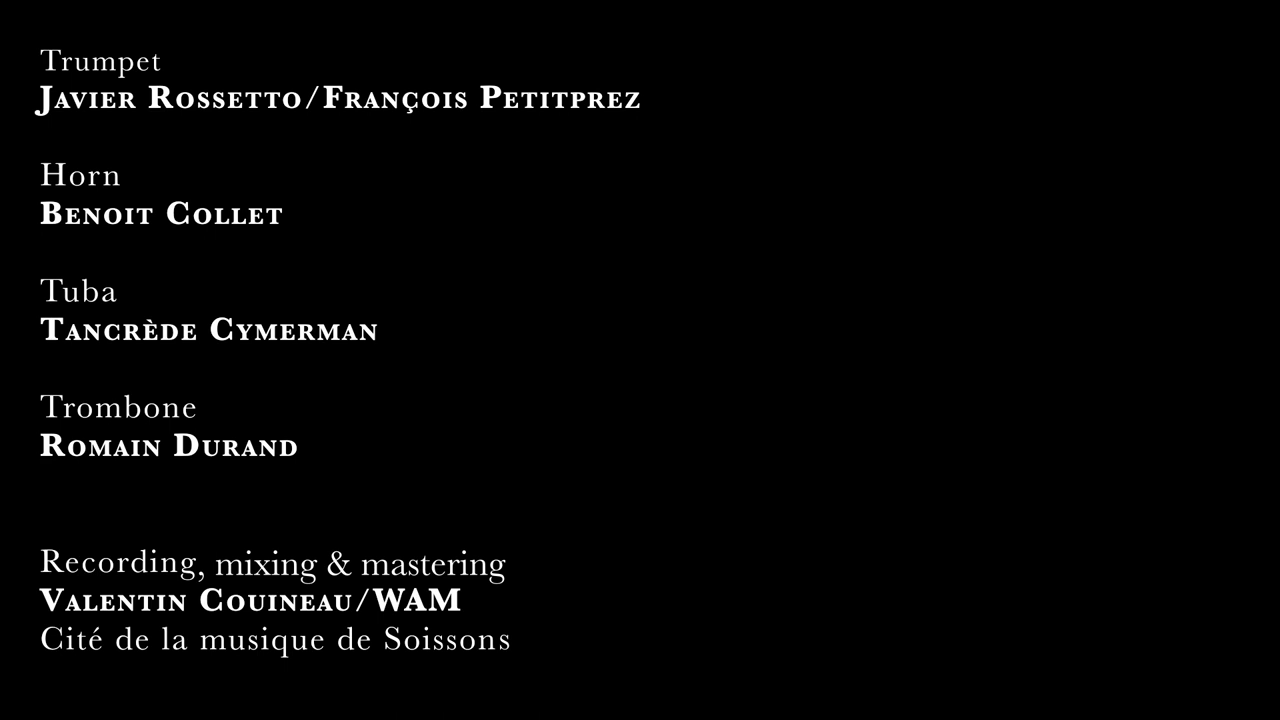 Trumpet
Javier Rossetto/François Petitprez
Horn
Benoit Collet
Tuba
Tancrède Cymerman
Trombone
Romain Durand
Recording, mixing & mastering
Valentin Couineau/WAM
Cité de la musique de Soissons